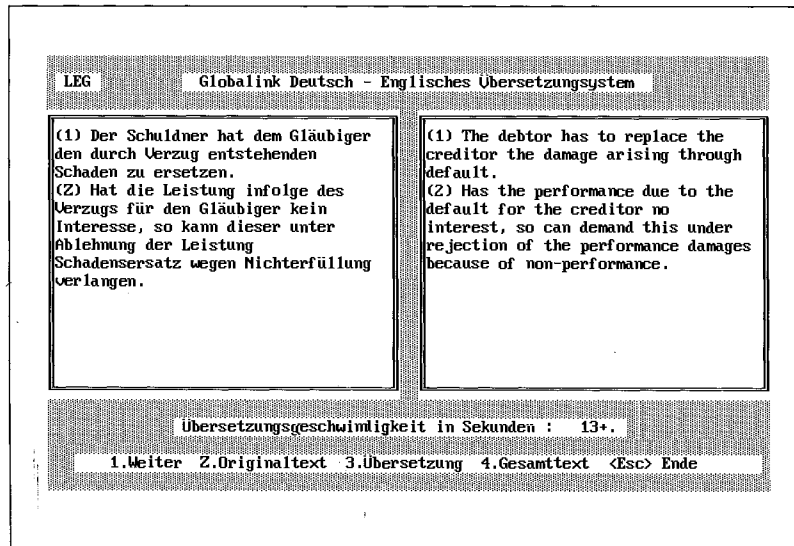 LEG
Globalink Deutsch - Englisches Übersetzungsystem
(1) Der Schuldner hat dem Gläubiger
den durch Verzug entstehenden
Schaden zu ersetzen.
(2) Hat die Leistung infolge des
Verzugs für den Gläubiger kein
Interesse, so kann dieser unter
Ablehnung der Leistung
Schadensersatz wegen Nichterfüllung
verlangen.
(1) The debtor has to replace the
creditor the damage arising through
default.
(2) Has the performance due to the
default for the creditor no
interest, so can demand this under
rejection of the performance damages
because of non-performance.
Übersetzungsgeschwimligkeit in Sekunden : 13+.
1.Weiter 2.Originaltext 3.Übersetzung 4.Gesamttext <Esc> Ende